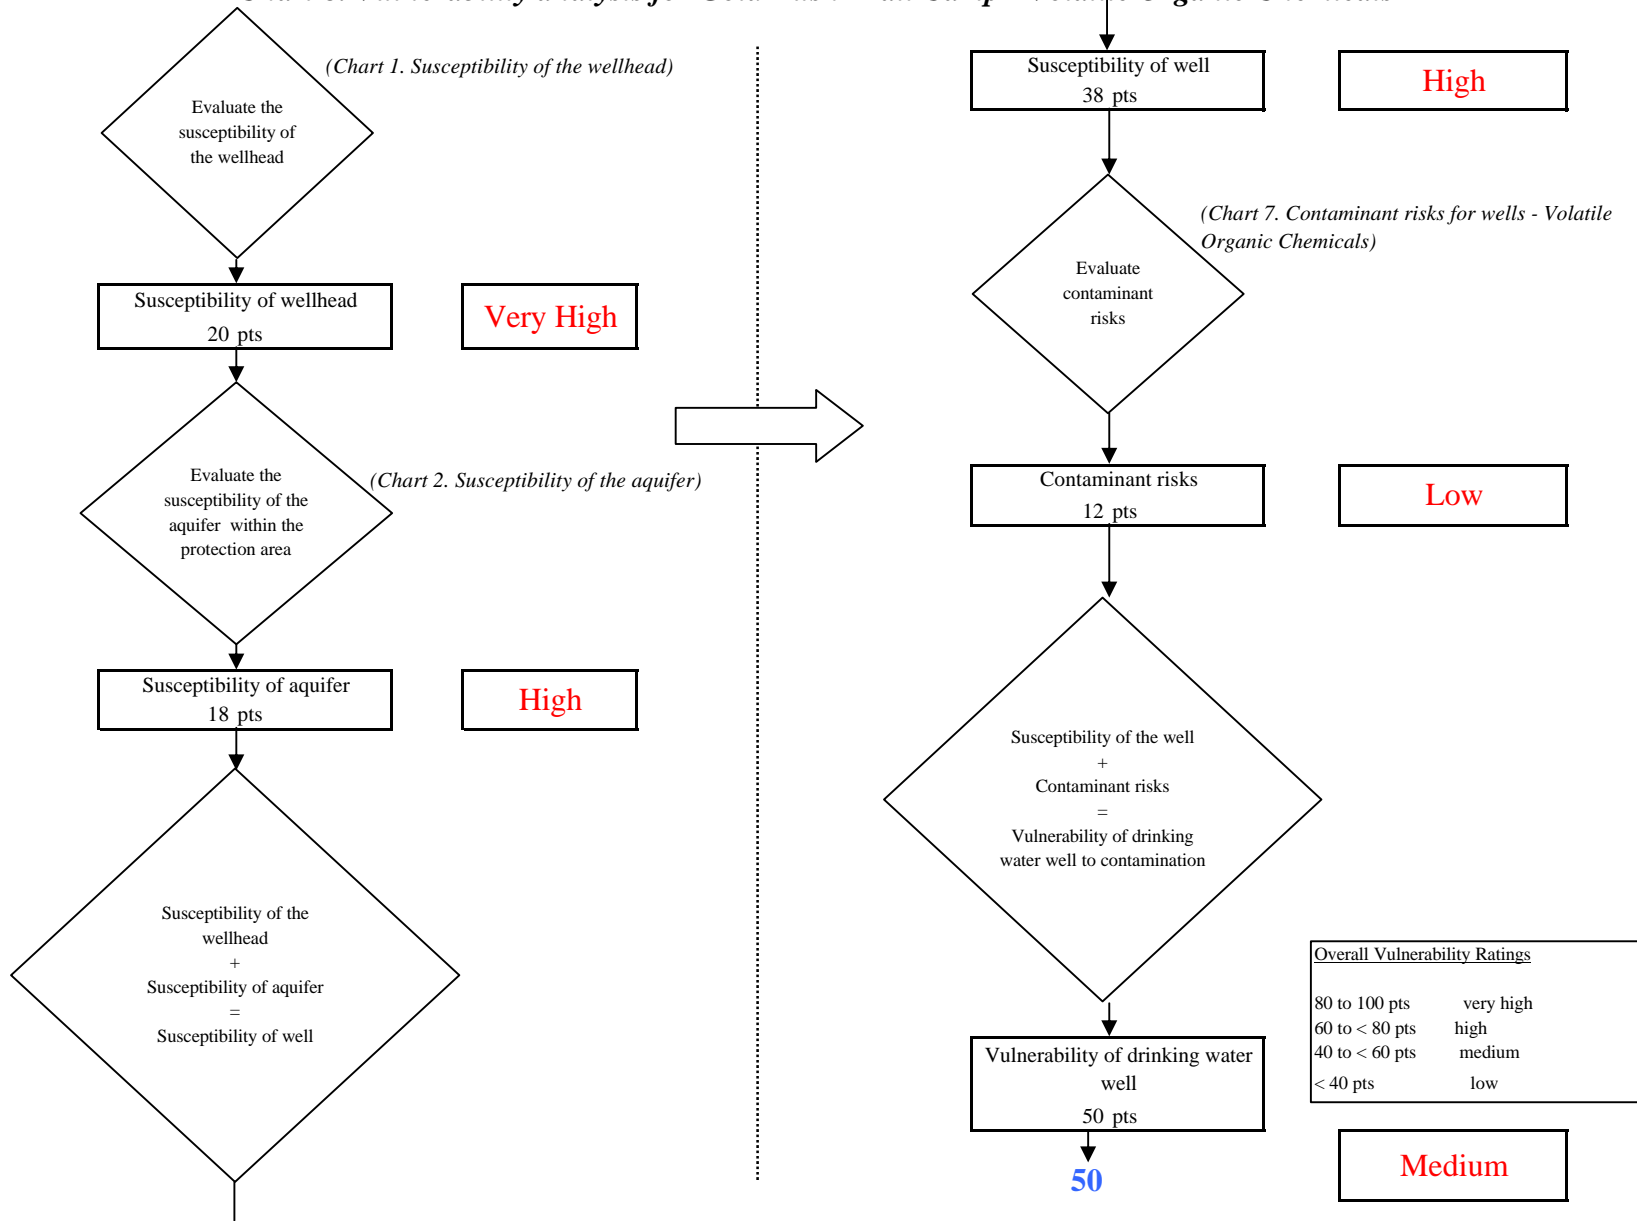 (Chart 1. Susceptibility of the wellhead)
Evaluate the
susceptibility of
the wellhead
Susceptibility of wellhead
20 pts
Very High
Evaluate the
susceptibility of the
aquifer within the
protection area
(Chart 2. Susceptibility of the aquifer)
Susceptibility of aquifer
18 pts
High
Susceptibility of the
wellhead
+
Susceptibility of aquifer
=
Susceptibility of well
Susceptibility of well
38 pts
High
(Chart 7. Contaminant risks for wells - Volatile
Organic Chemicals)
Evaluate
contaminant
risks
Contaminant risks
12 pts
Low
Susceptibility of the well
+
Contaminant risks
=
Vulnerability of drinking
water well to contamination
Overall Vulnerability Ratings
80 to 100 pts very high
60 to < 80 pts high
40 to < 60 pts medium
< 40 pts low
Vulnerability of drinking water
well
50 pts
50
Medium